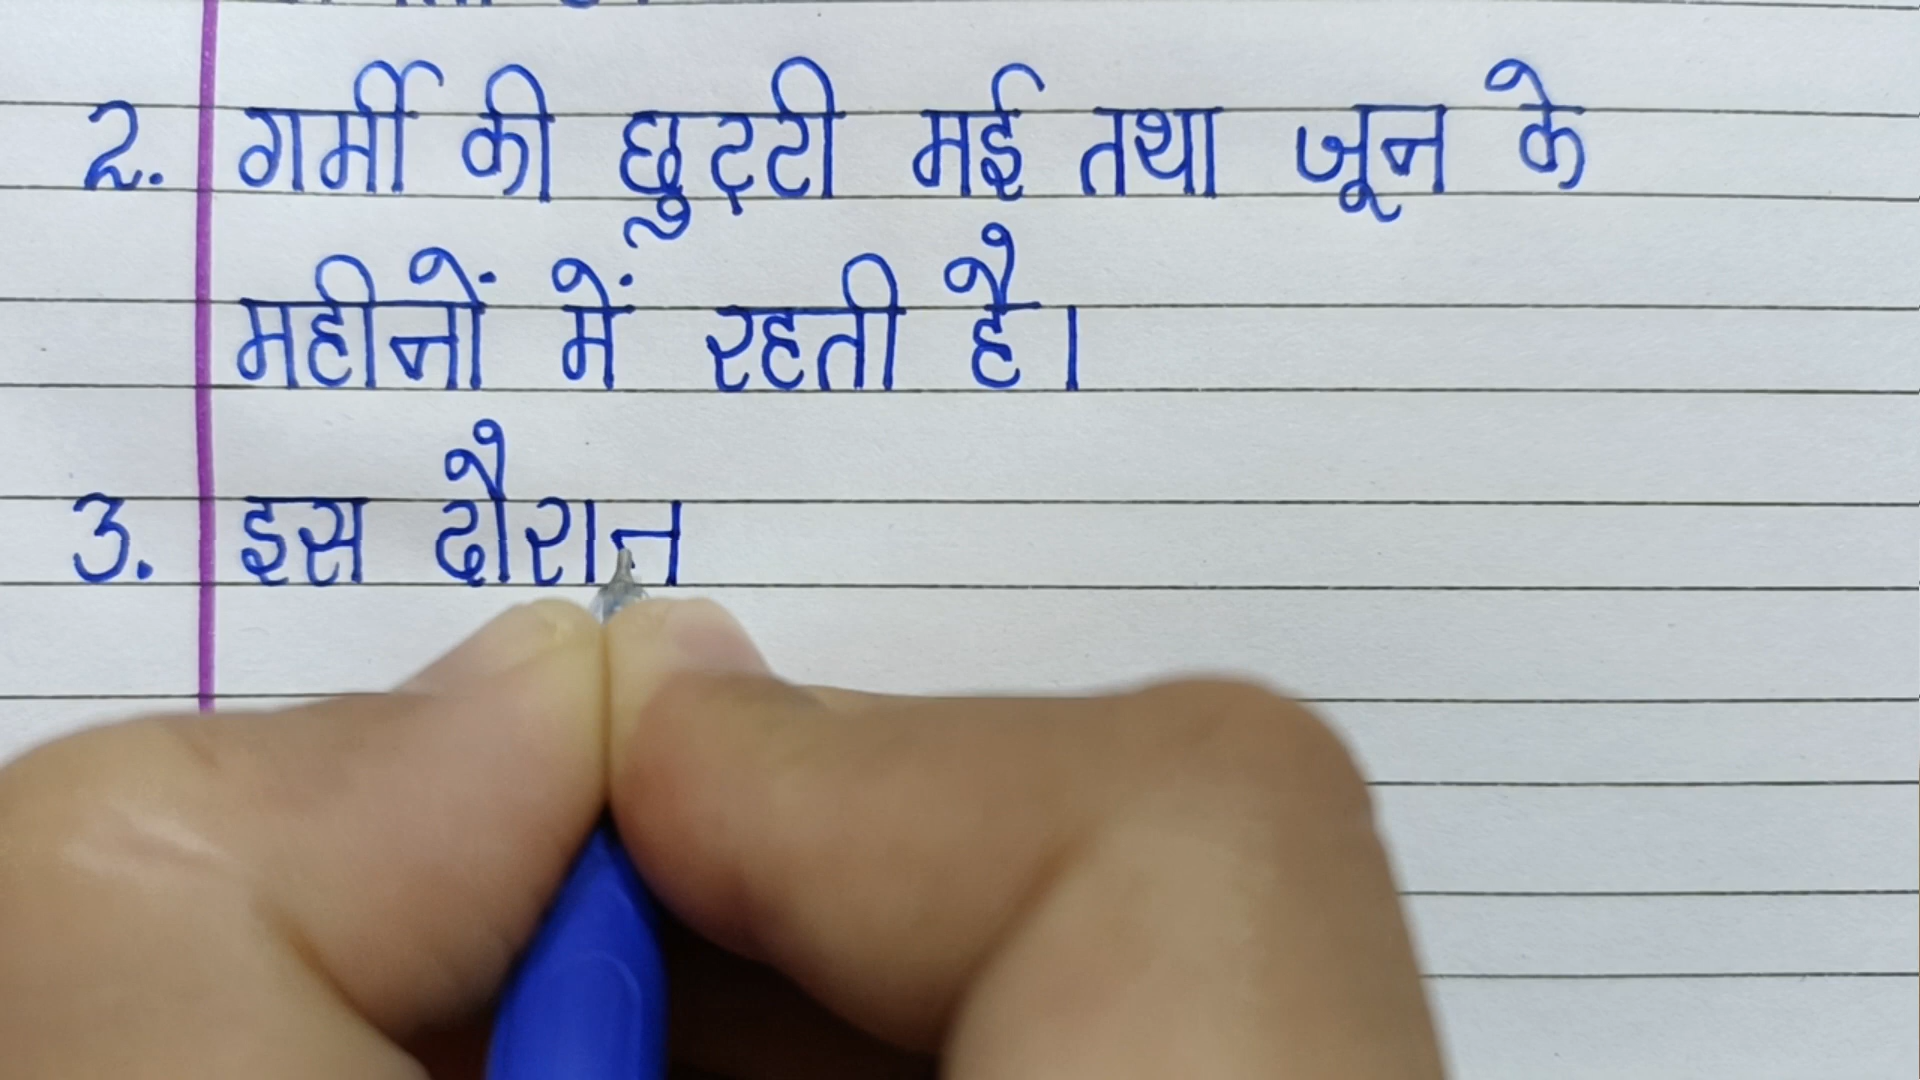 2. गर्मी की छुट्टी मई तथा जून के
महीनों में रहती है।
3. इस दौरान